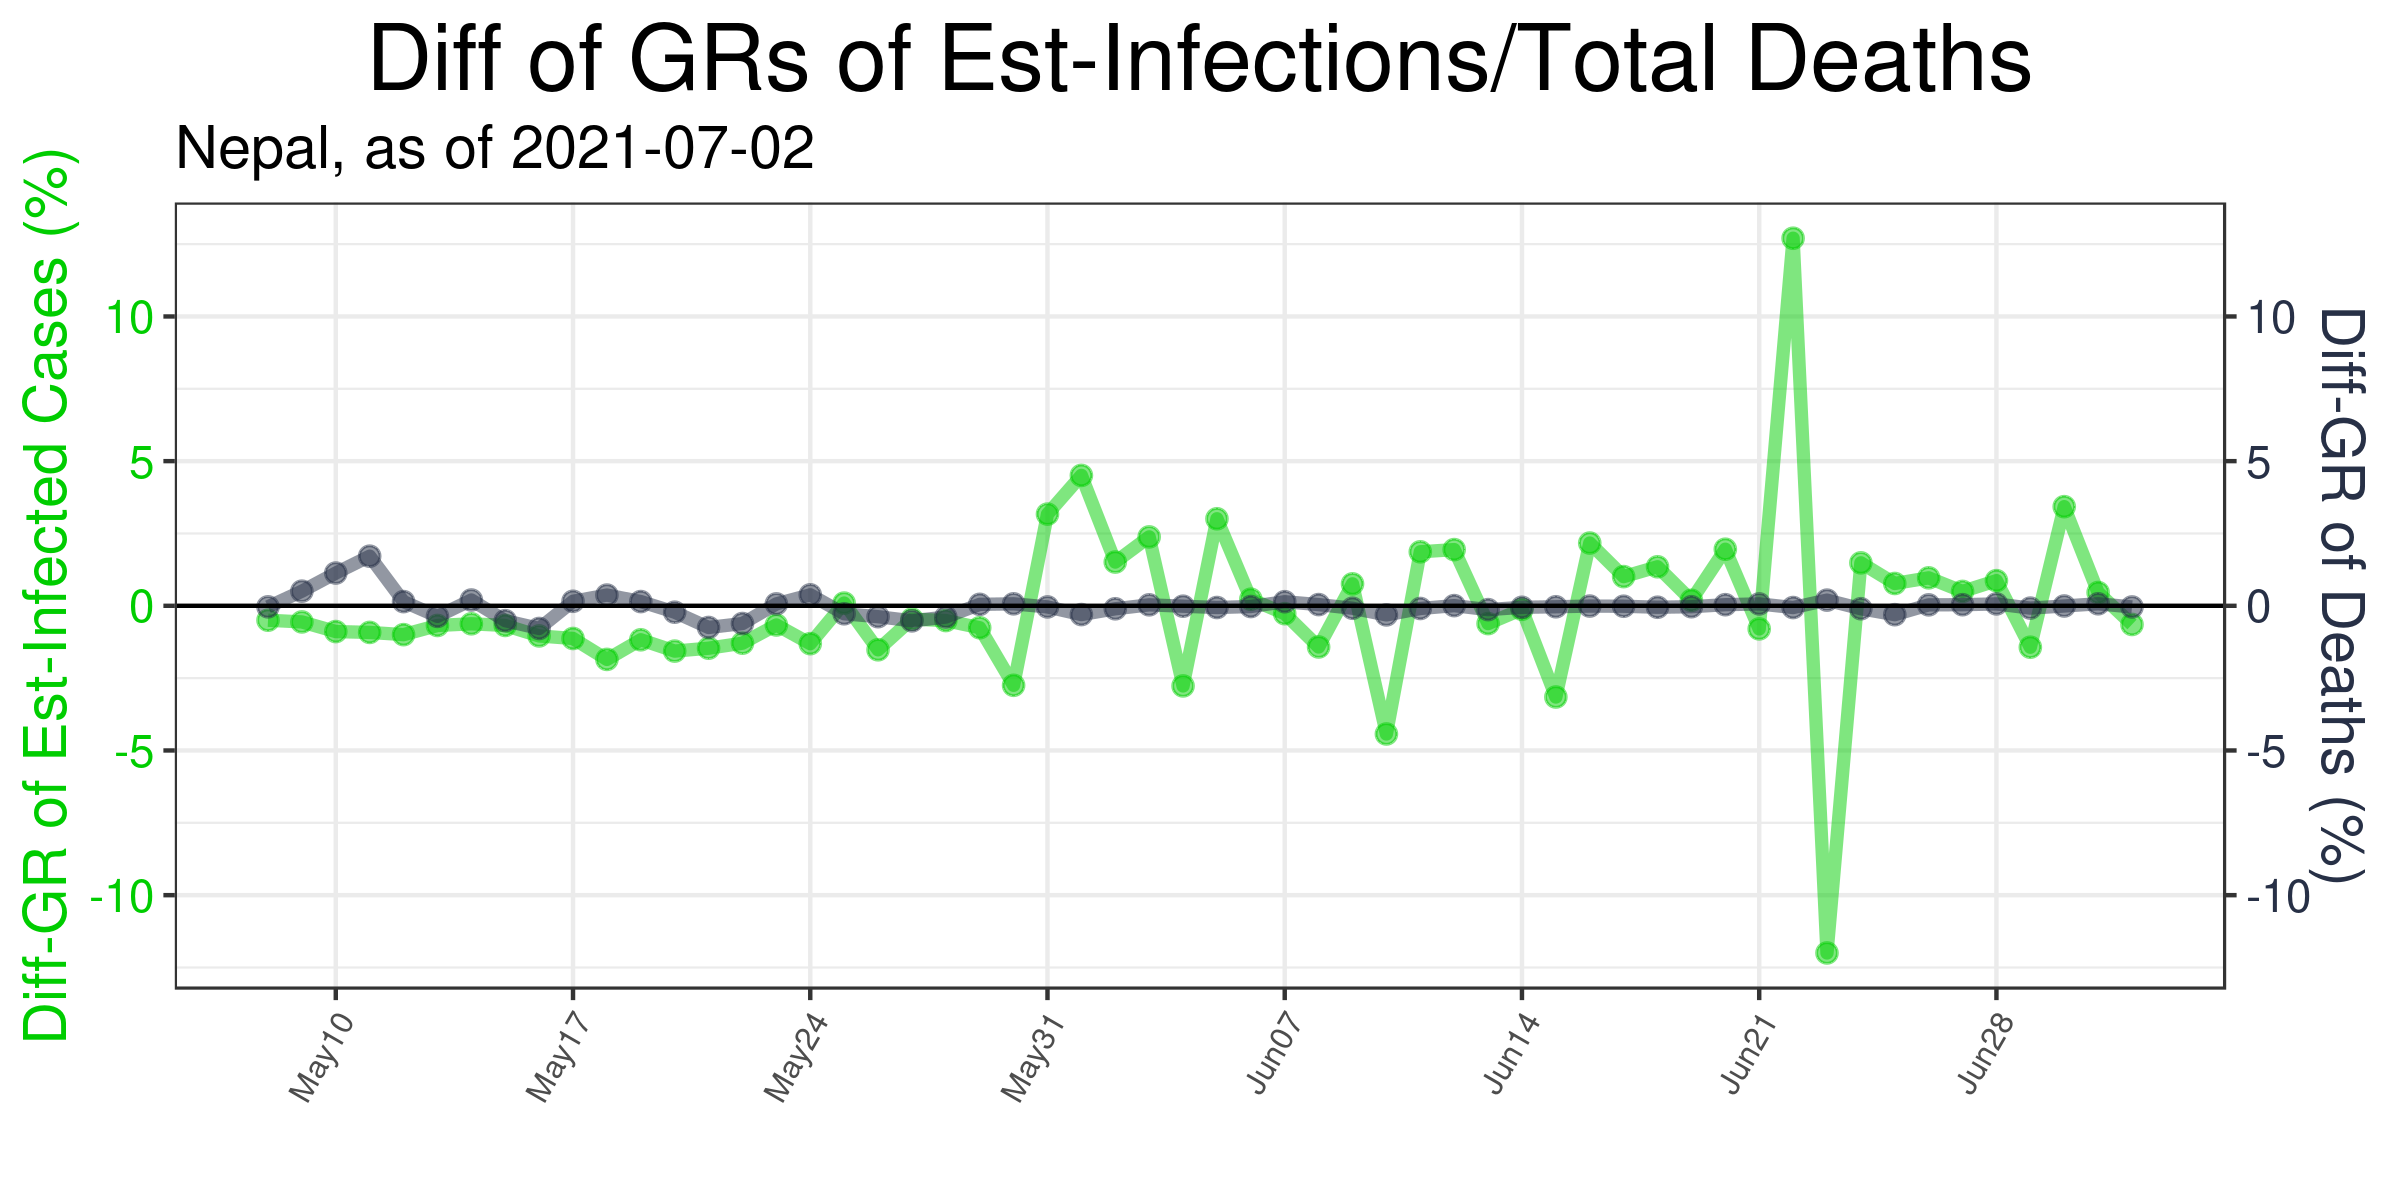 Diff of GRs of Est-Infections/Total Deaths
Nepal, as of 2021-07-02
Diff-GR of Est-Infected Cases (%)
10
5
0
-5
-10
10
5
0
-5
-10
Diff-GR of Deaths (%)
May10
May17
May24
May31
Jun07
Jun14
Jun21
Jun28